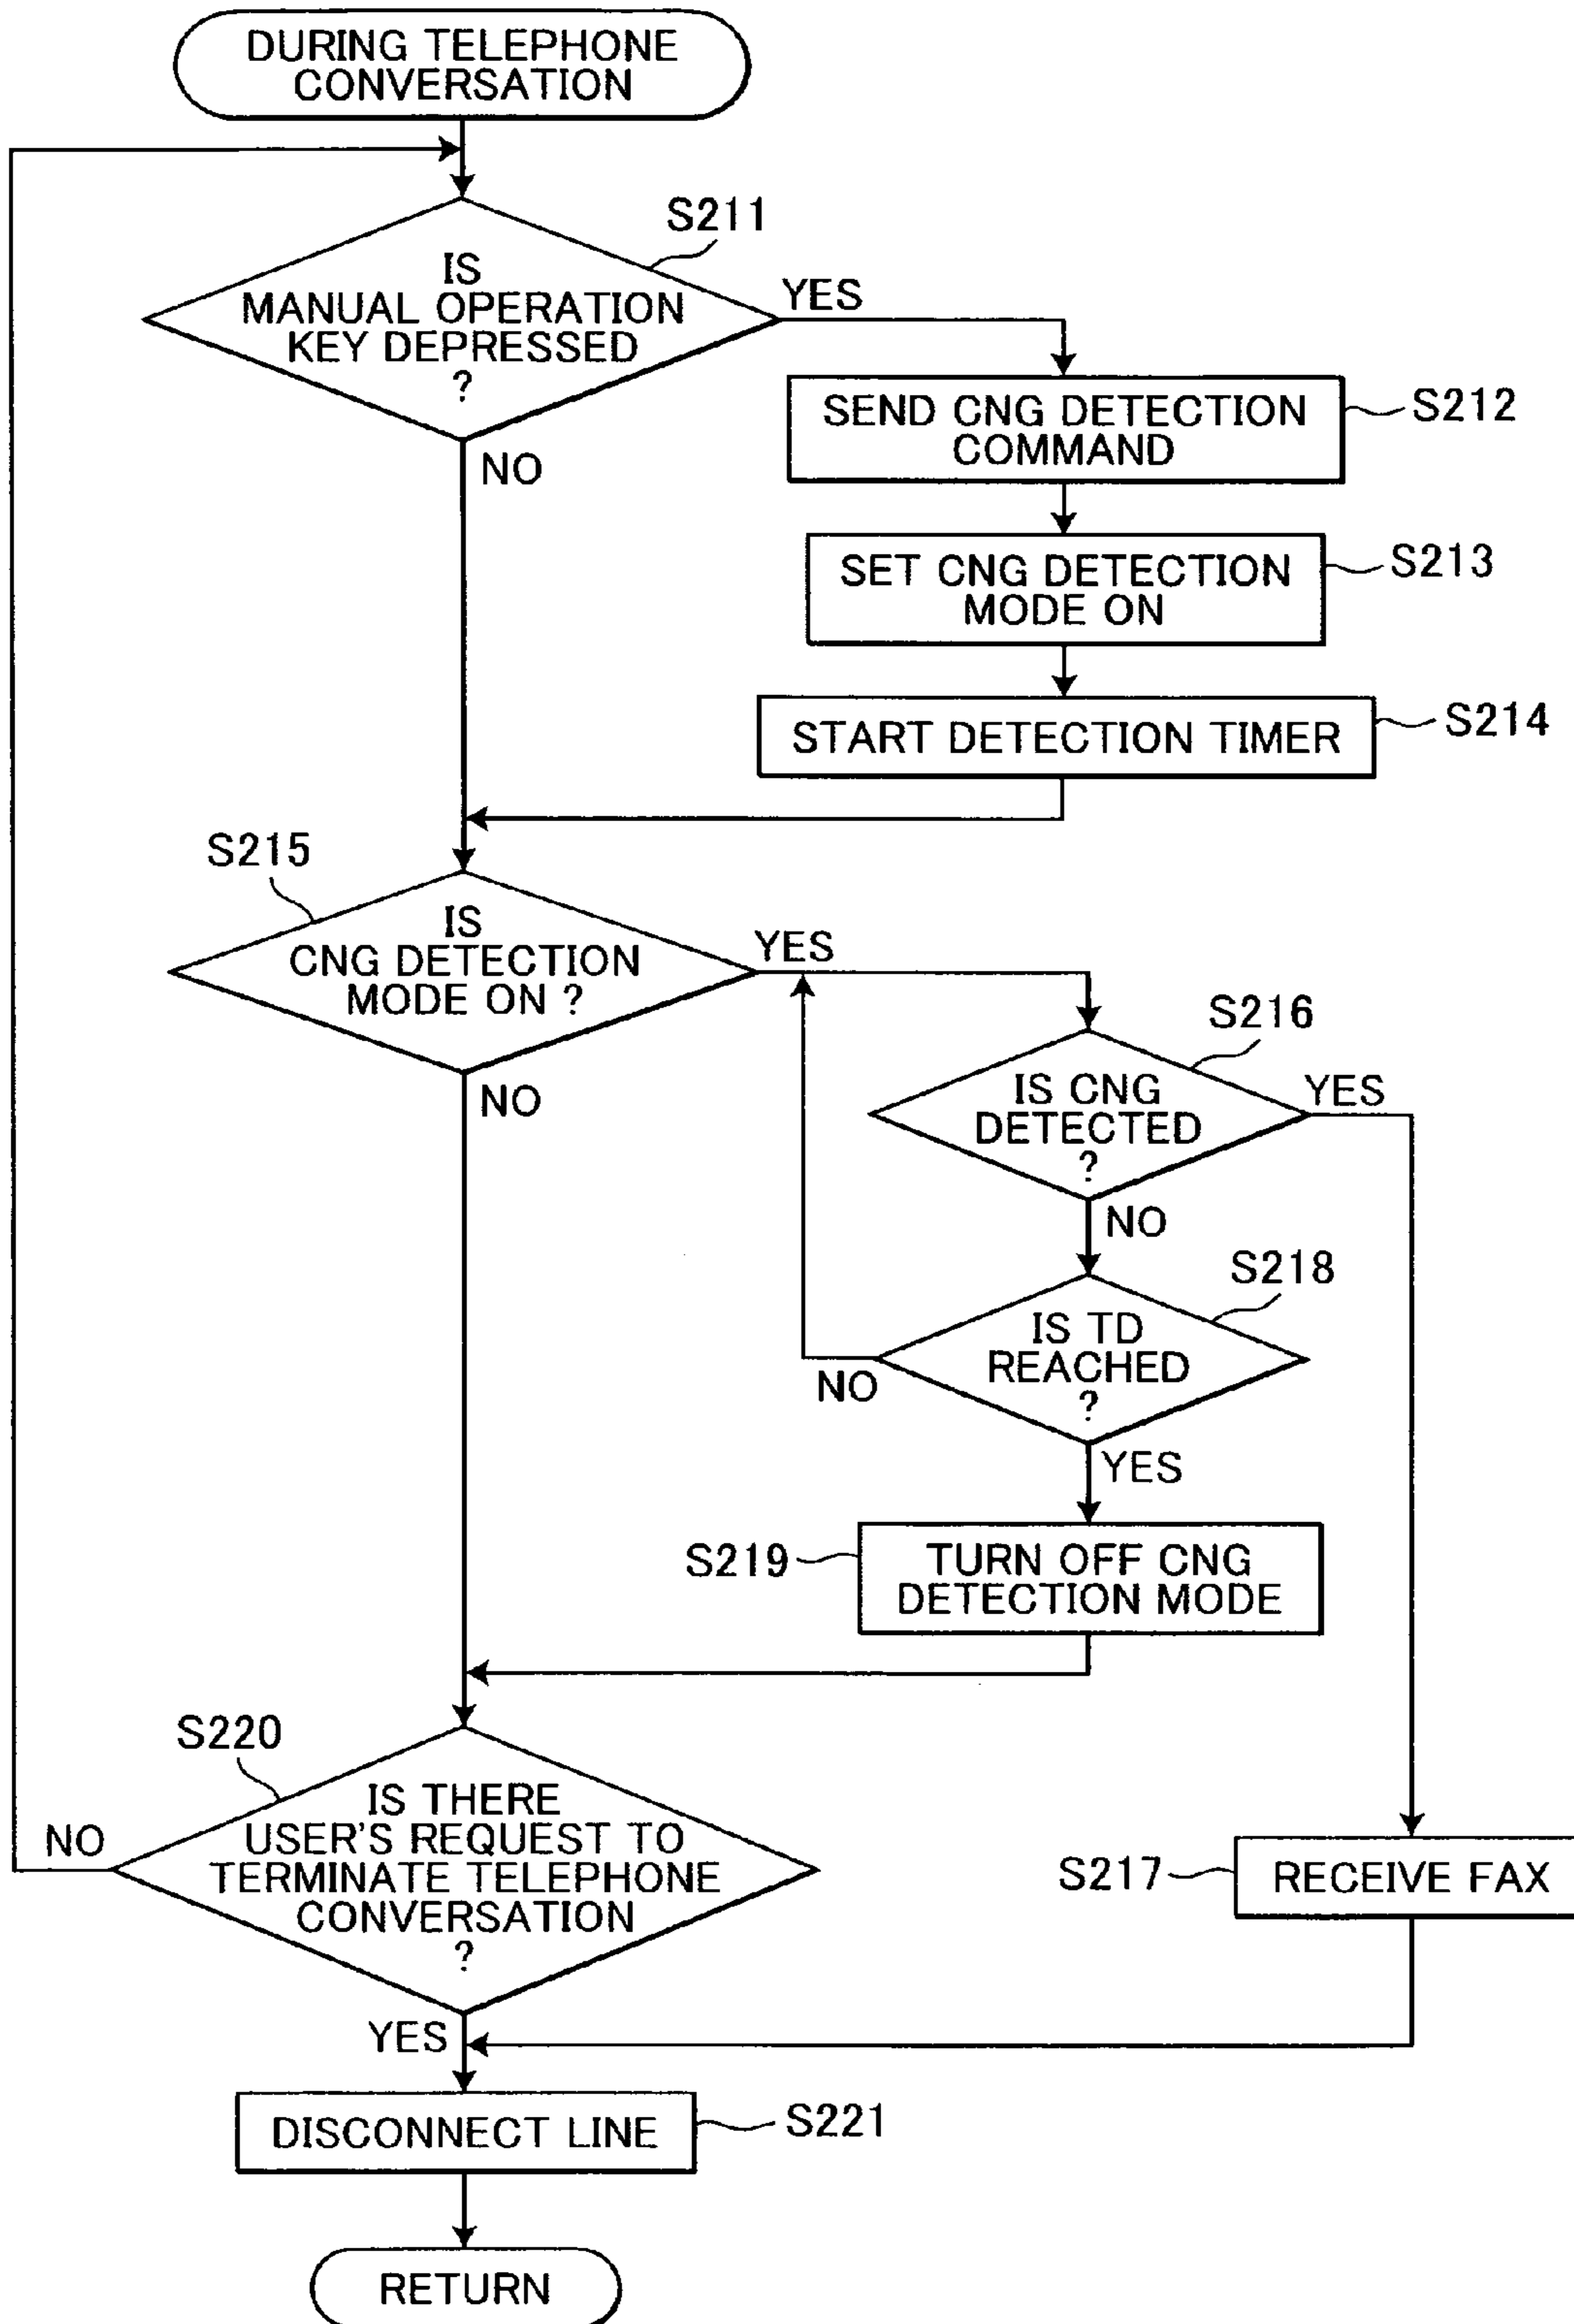 DURING TELEPHONE
CONVERSATION
S211
IS
MANUAL OPERATION
KEY DEPRESSED
?
YES
NO
SEND CNG DETECTION
COMMAND
S212
SET CNG DETECTION
MODE ON
S213
START DETECTION TIMER
S214
S215
IS
CNG DETECTION
MODE ON ?
YES
NO
S216
IS CNG
DETECTED
?
YES
NO
S218
IS TD
REACHED
?
NO
YES
S219
TURN OFF CNG
DETECTION MODE
S220
IS THERE
USER'S REQUEST TO
TERMINATE TELEPHONE
CONVERSATION
?
NO
YES
S217
RECEIVE FAX
DISCONNECT LINE
S221
RETURN